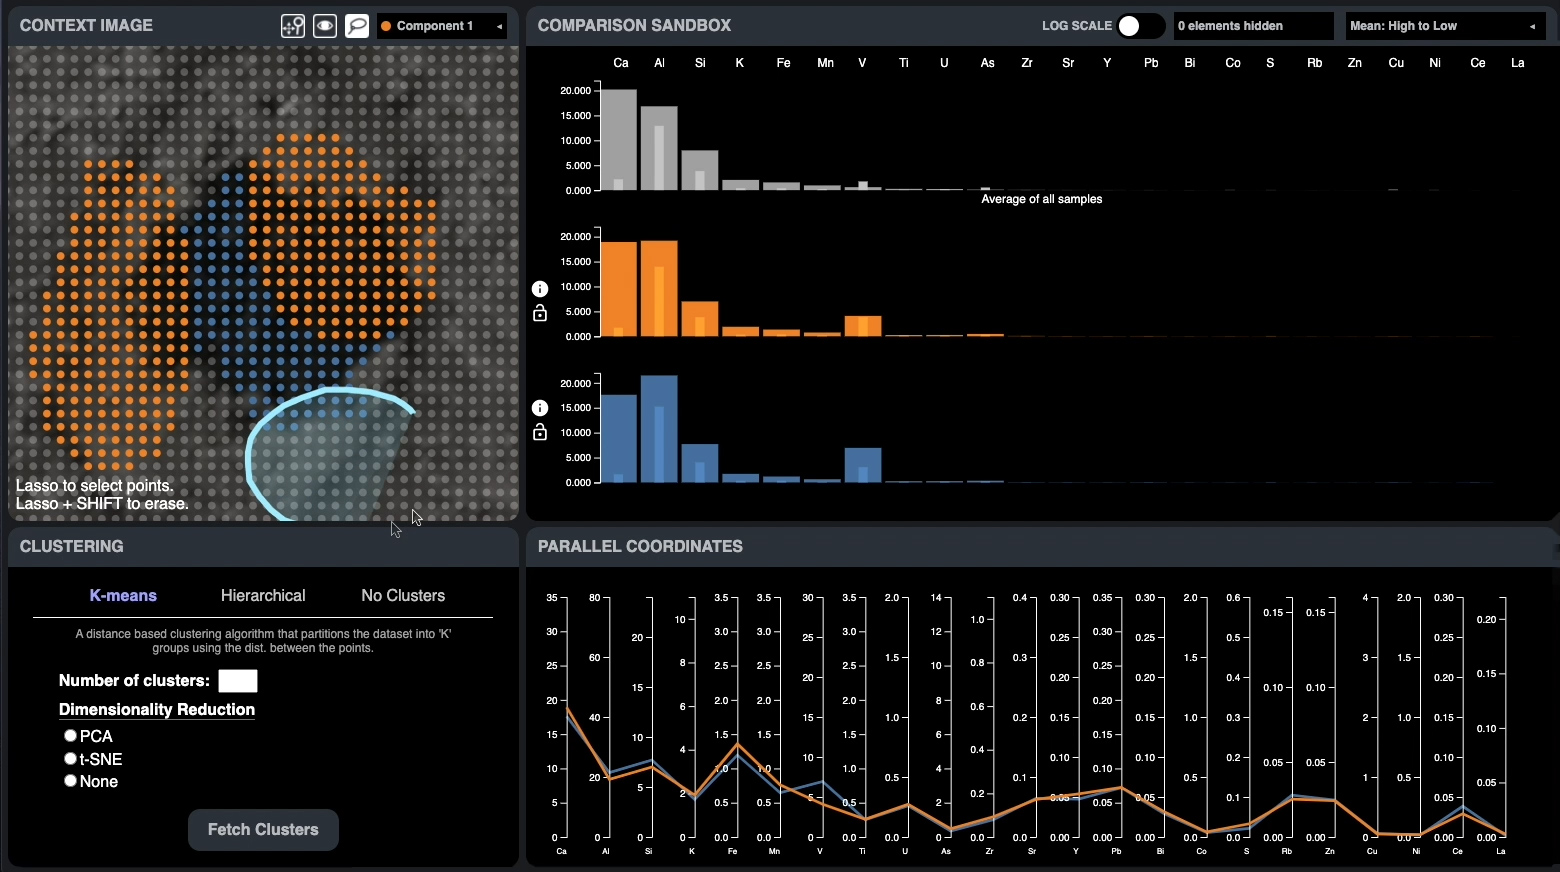 CONTEXT IMAGE
Component 1
Lasso to select points.
Lasso + SHIFT to erase.
COMPARISON SANDBOX
LOG SCALE
0 elements hidden
Mean: High to Low
Ca Al Si K Fe Mn V Ti U As Zr Sr Y Pb Bi Co S Rb Zn Cu Ni Ce La
20.000
15.000
10.000
5.000
0.000
Average of all samples
20.000
15.000
10.000
5.000
0.000
20.000
15.000
10.000
5.000
0.000
CLUSTERING
K-means Hierarchical No Clusters
A distance based clustering algorithm that partitions the dataset into 'K'
groups using the dist. between the points.
Number of clusters:
Dimensionality Reduction
PCA
t-SNE
None
Fetch Clusters
PARALLEL COORDINATES
35 30 25 20 15 10 5 0
80 60 40 20 0
20 15 10 5 0
10 8 6 4 2 0
3.5 3.0 2.5 2.0 1.5 1.0 0.5 0.0
3.5 3.0 2.5 2.0 1.5 1.0 0.5 0.0
30 25 20 15 10 5 0
3.5 3.0 2.5 2.0 1.5 1.0 0.5 0.0
2.0 1.5 1.0 0.5 0.0
14 12 10 8 6 4 2 0
1.0 0.8 0.6 0.4 0.2 0.0
0.4 0.3 0.2 0.1 0.0
0.30 0.25 0.20 0.15 0.10 0.05 0.00
0.35 0.30 0.25 0.20 0.15 0.10 0.05 0.00
0.30 0.25 0.20 0.15 0.10 0.05 0.00
2.0 1.5 1.0 0.5 0.0
0.6 0.5 0.4 0.3 0.2 0.1 0.0
0.15 0.10 0.05 0.00
0.15 0.10 0.05 0.00
4 3 2 1 0
2.0 1.5 1.0 0.5 0.0
0.30 0.25 0.20 0.15 0.10 0.05 0.00
0.20 0.15 0.10 0.05 0.00
Ca Al Si K Fe Mn V Ti U As Zr Sr Y Pb Bi Co S Rb Zn Cu Ni Ce La